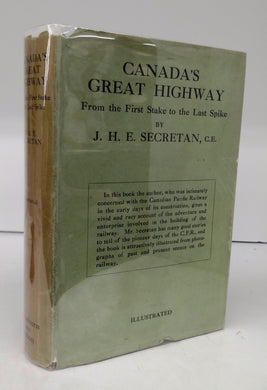 CANADA'S
GREAT HIGHWAY
From the First Stake to the Last Spike
BY
J. H. E. SECRETAN, C.E.
In this book the author, who was intimately
concerned with the Canadian Pacific Railway
in the early days of its construction, gives a
vivid and racy account of the adventure and
enterprise involved in the building of the
railway. Mr. Secretan has many good stories
to tell of the pioneer days of the C.P.R., and
the book is attractively illustrated from photo-
graphs of past and present scenes on the
railway.
ILLUSTRATED
CANADA'S
GREAT
HIGHWAY
J. H. E.
SECRETAN